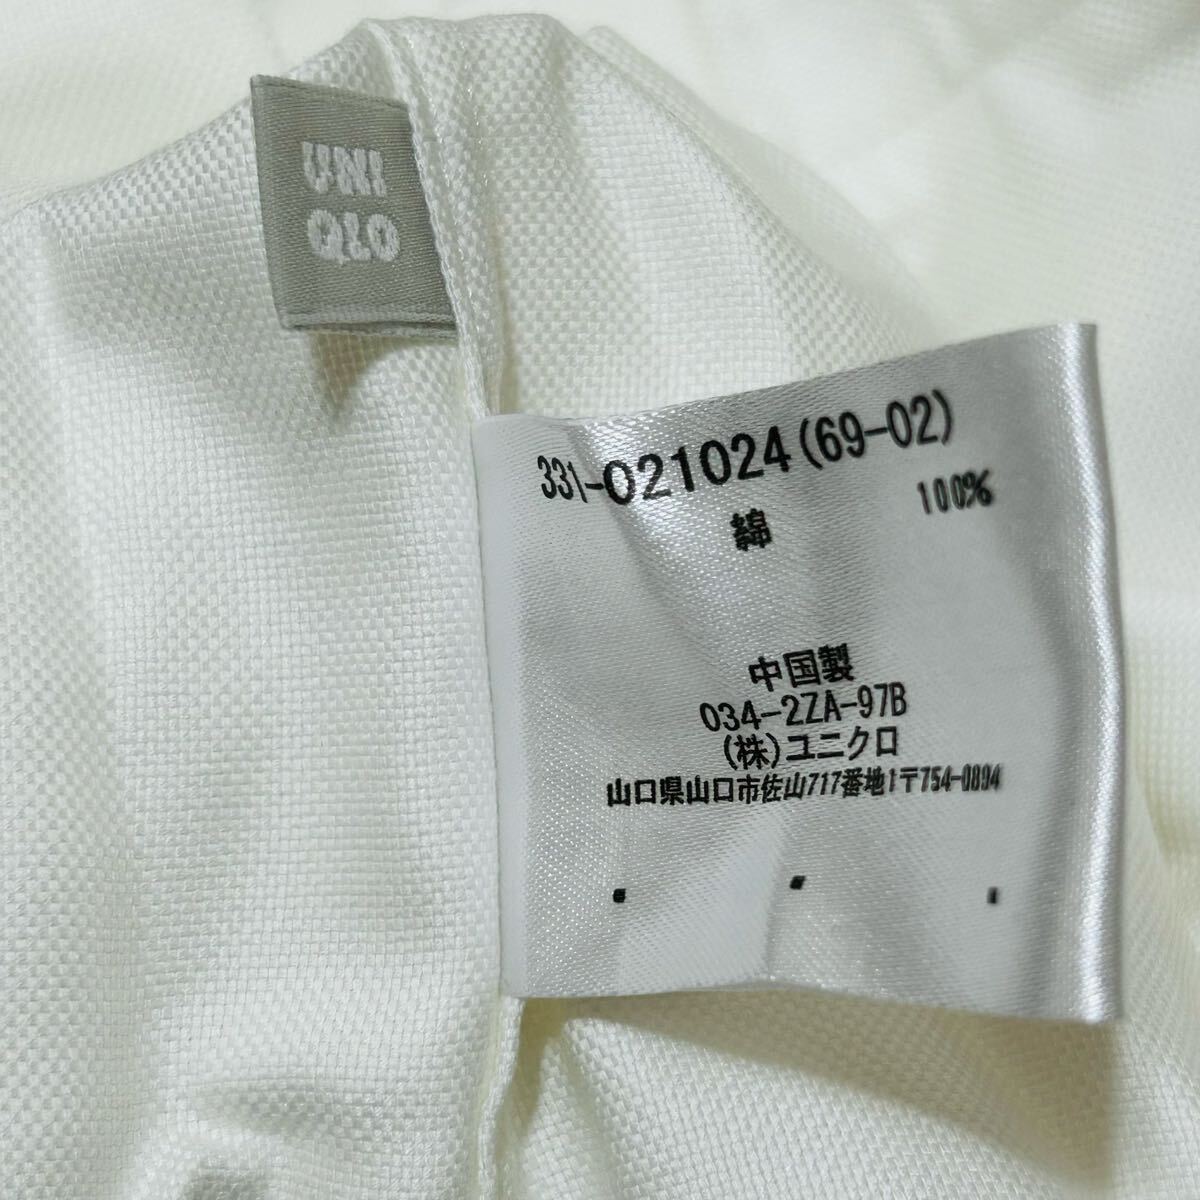 UNI
QLO
331-021024(69-02)
綿 100%
中国製
034-2ZA-97B
(株)ユニクロ
山口県山口市佐山717番地1〒754-0894